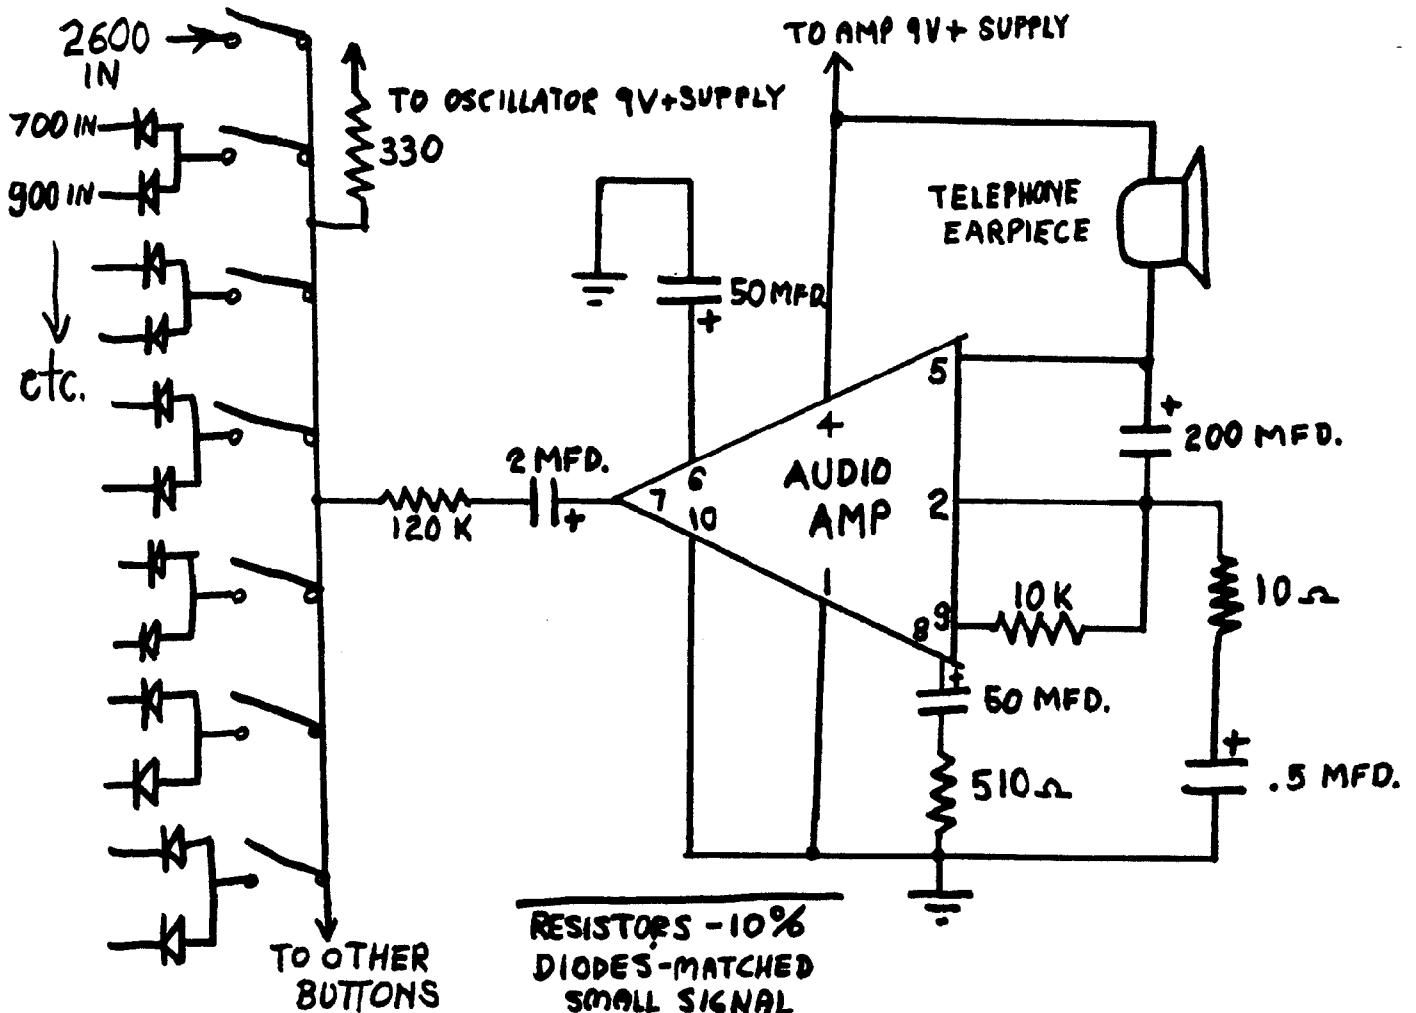 2600
IN
TO AMP 9V+ SUPPLY
TO OSCILLATOR 9V+SUPPLY
700 IN
330
900 IN
TELEPHONE
EARPIECE
50 MFD
+
etc.
5
4
+
200 MFD.
2 MFD.
6
7
AUDIO
2
+
10
AMP
120 K
1
10 K
10 Ω
9
8
+
50 MFD.
+
510 Ω
.5 MFD.
RESISTORS -10%
TO OTHER
DIODES-MATCHED
BUTTONS
SMALL SIGNAL